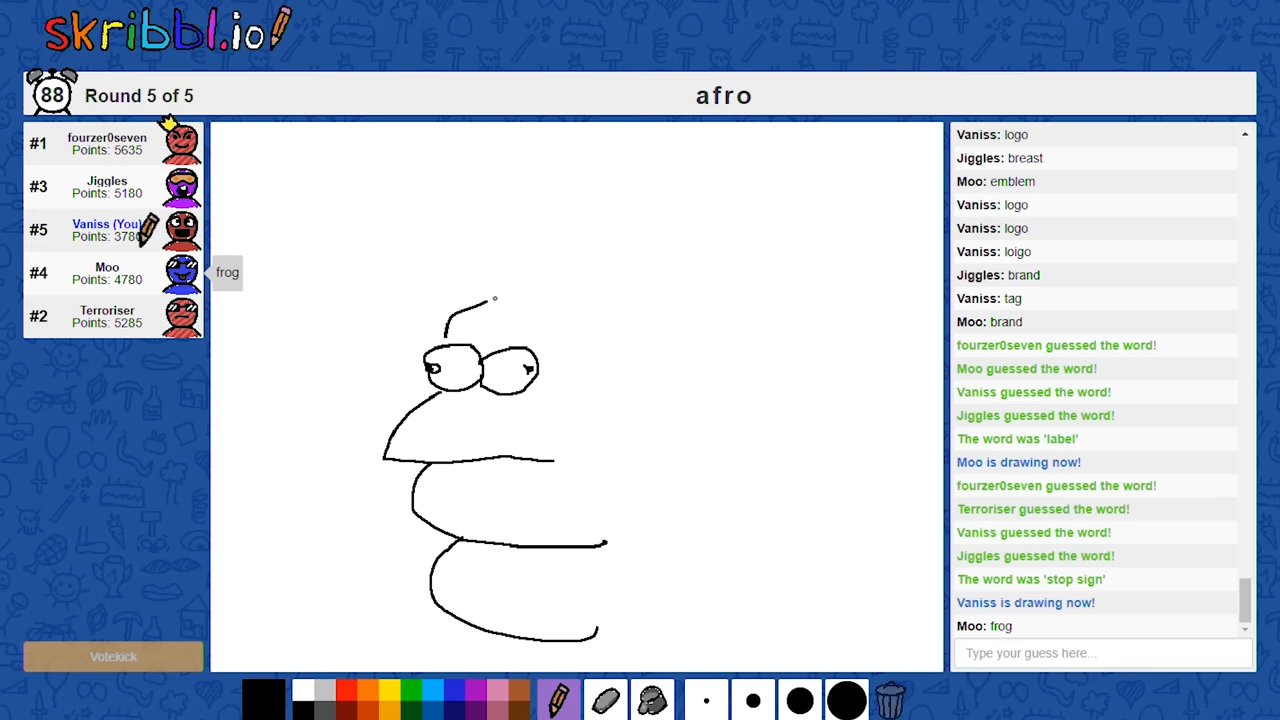 skribbl.io
88
Round 5 of 5
afro
#1
fourzer0seven
Points: 5635
#3
Jiggles
Points: 5180
#5
Vaniss (You)
Points: 3780
#4
Moo
Points: 4780
frog
#2
Terroriser
Points: 5285
Votekick
Vaniss: logo
Jiggles: breast
Moo: emblem
Vaniss: logo
Vaniss: logo
Vaniss: loigo
Jiggles: brand
Vaniss: tag
Moo: brand
fourzer0seven guessed the word!
Moo guessed the word!
Vaniss guessed the word!
Jiggles guessed the word!
The word was 'label'
Moo is drawing now!
fourzer0seven guessed the word!
Terroriser guessed the word!
Vaniss guessed the word!
Jiggles guessed the word!
The word was 'stop sign'
Vaniss is drawing now!
Moo: frog
Type your guess here...